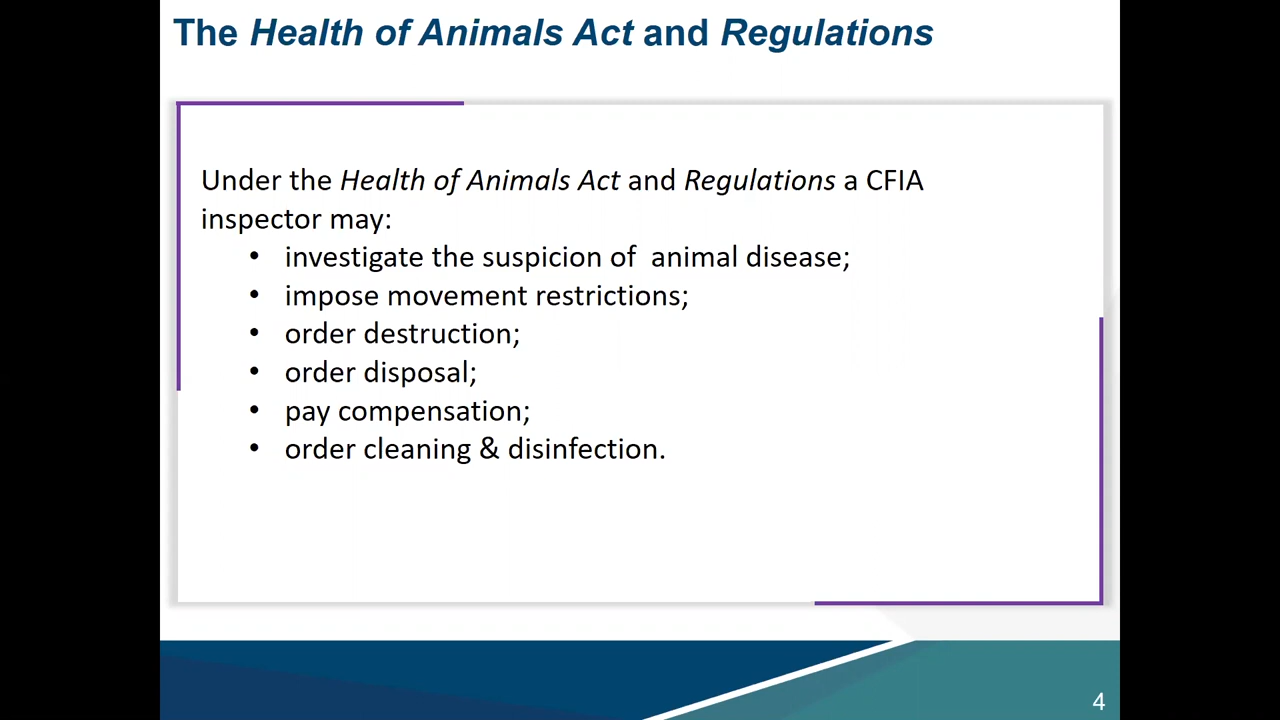 The Health of Animals Act and Regulations
Under the Health of Animals Act and Regulations a CFIA
inspector may:
• investigate the suspicion of  animal disease;
• impose movement restrictions;
• order destruction;
• order disposal;
• pay compensation;
• order cleaning & disinfection.
4